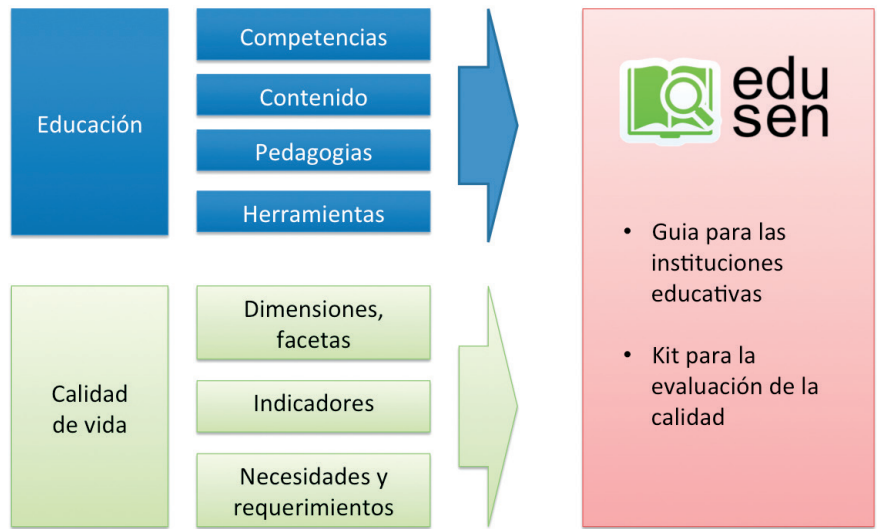 Educación
Competencias
Contenido
Pedagogias
Herramientas
Calidad
de vida
Dimensiones,
facetas
Indicadores
Necesidades y
requerimientos
edu
sen
• Guia para las
instituciones
educativas
• Kit para la
evaluación de la
calidad